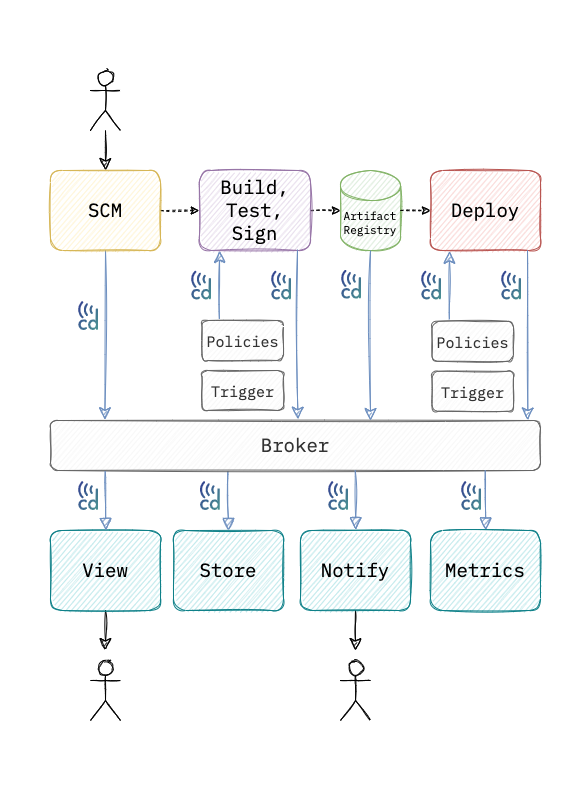 SCM
Build,
Test,
Sign
Artifact
Registry
Deploy
cd
cd
cd
cd
cd
cd
Policies
Policies
Trigger
Trigger
Broker
cd
cd
cd
cd
View
Store
Notify
Metrics